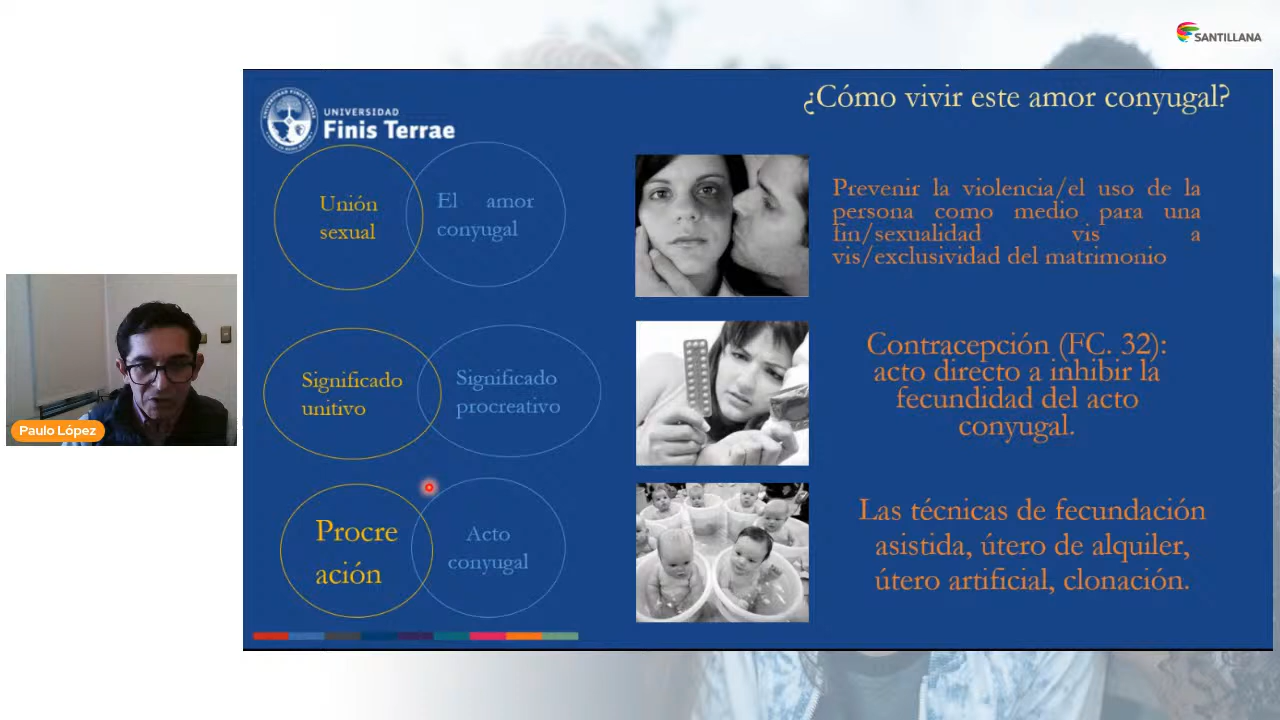 SANTILLANA
UNIVERSIDAD
Finis Terrae
¿Cómo vivir este amor conyugal?
Unión
sexual
El amor
conyugal
Prevenir la violencia/el uso de la
persona como medio para una
fin/sexualidad vis a
vis/exclusividad del matrimonio
Significado
unitivo
Significado
procreativo
Contracepción (FC. 32):
acto directo a inhibir la
fecundidad del acto
conyugal.
Paulo López
Procre
ación
Acto
conyugal
Las técnicas de fecundación
asistida, útero de alquiler,
útero artificial, clonación.